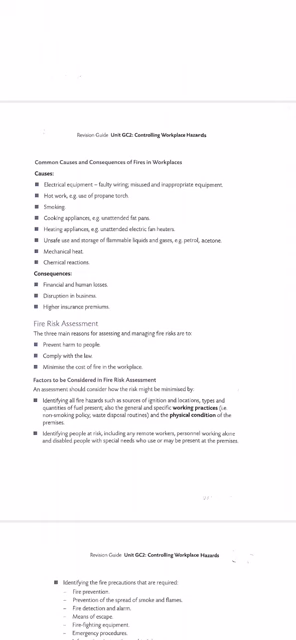 Revision Guide Unit GC2: Controlling Workplace Hazards
Common Causes and Consequences of Fires in Workplaces
Causes:
■ Electrical equipment – faulty wiring, misused and inappropriate equipment.
■ Hot work, e.g. use of propane torch.
■ Smoking.
■ Cooking appliances, e.g. unattended fat pans.
■ Heating appliances, e.g. unattended electric fan heaters.
■ Unsafe use and storage of flammable liquids and gases, e.g. petrol, acetone.
■ Mechanical heat.
■ Chemical reactions.
Consequences:
■ Financial and human losses.
■ Disruption in business.
■ Higher insurance premiums.
Fire Risk Assessment
The three main reasons for assessing and managing fire risks are to:
■ Prevent harm to people.
■ Comply with the law.
■ Minimise the cost of fire in the workplace.
Factors to be Considered in Fire Risk Assessment
An assessment should consider how the risk might be minimised by:
■ Identifying all fire hazards such as sources of ignition and locations, types and
quantities of fuel present; also the general and specific working practices (i.e.
non-smoking policy; waste disposal routines) and the physical condition of the
premises.
■ Identifying people at risk, including any remote workers, personnel working alone
and disabled people with special needs who use or may be present at the premises.
Revision Guide Unit GC2: Controlling Workplace Hazards
■ Identifying the fire precautions that are required:
– Fire prevention.
– Prevention of the spread of smoke and flames.
– Fire detection and alarm.
– Means of escape.
– Fire-fighting equipment.
– Emergency procedures.